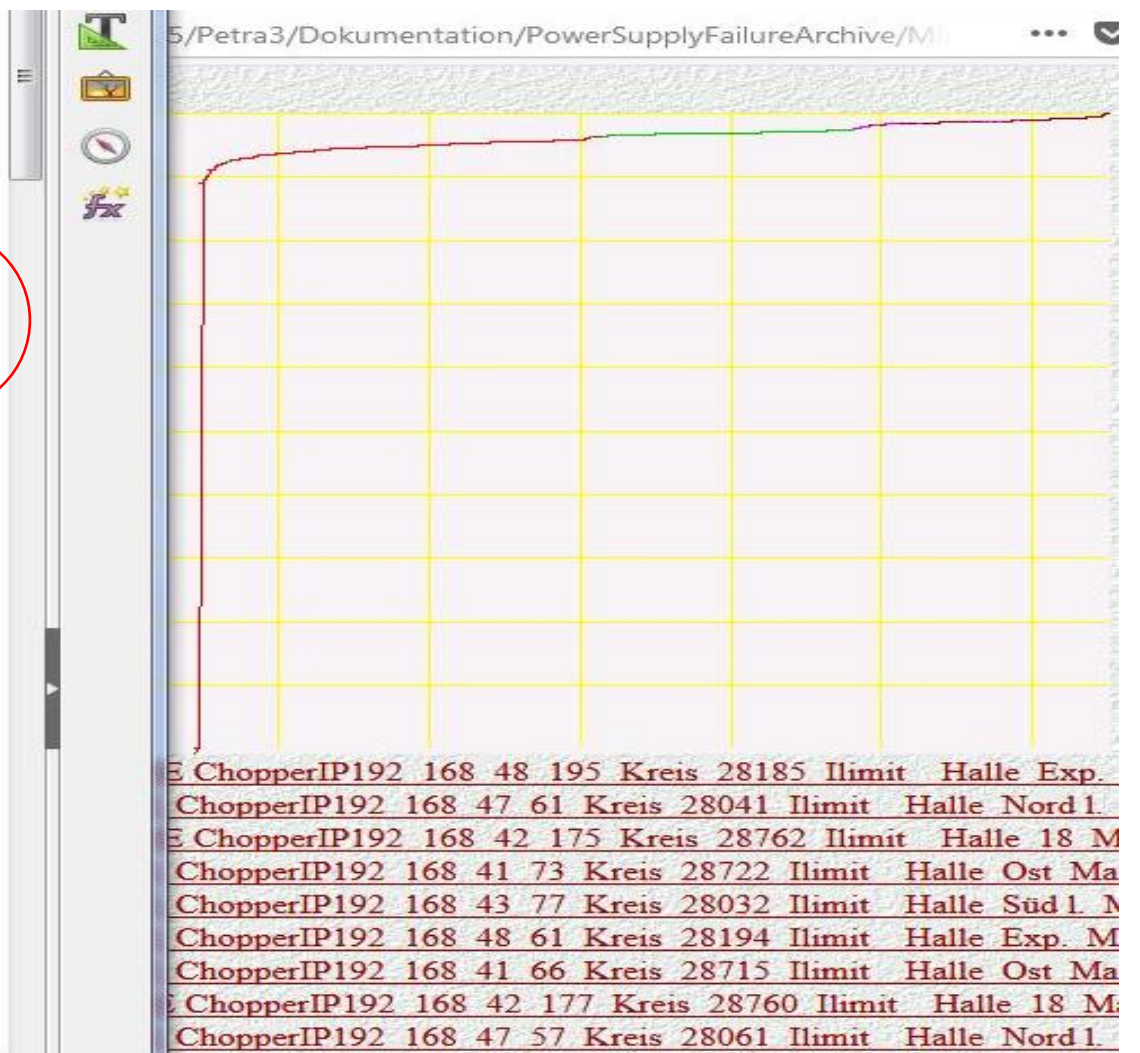 5/Petra3/Dokumentation/PowerSupplyFailureArchive/Mi
E ChopperIP192 168 48 195 Kreis 28185 Ilimit Halle Exp.
ChopperIP192 168 47 61 Kreis 28041 Ilimit Halle Nord l.
E ChopperIP192 168 42 175 Kreis 28762 Ilimit Halle 18 M
ChopperIP192 168 41 73 Kreis 28722 Ilimit Halle Ost Ma
ChopperIP192 168 43 77 Kreis 28032 Ilimit Halle Süd l. M
ChopperIP192 168 48 61 Kreis 28194 Ilimit Halle Exp. M
ChopperIP192 168 41 66 Kreis 28715 Ilimit Halle Ost Ma
E ChopperIP192 168 42 177 Kreis 28760 Ilimit Halle 18 Ma
ChopperIP192 168 47 57 Kreis 28061 Ilimit Halle Nord l.